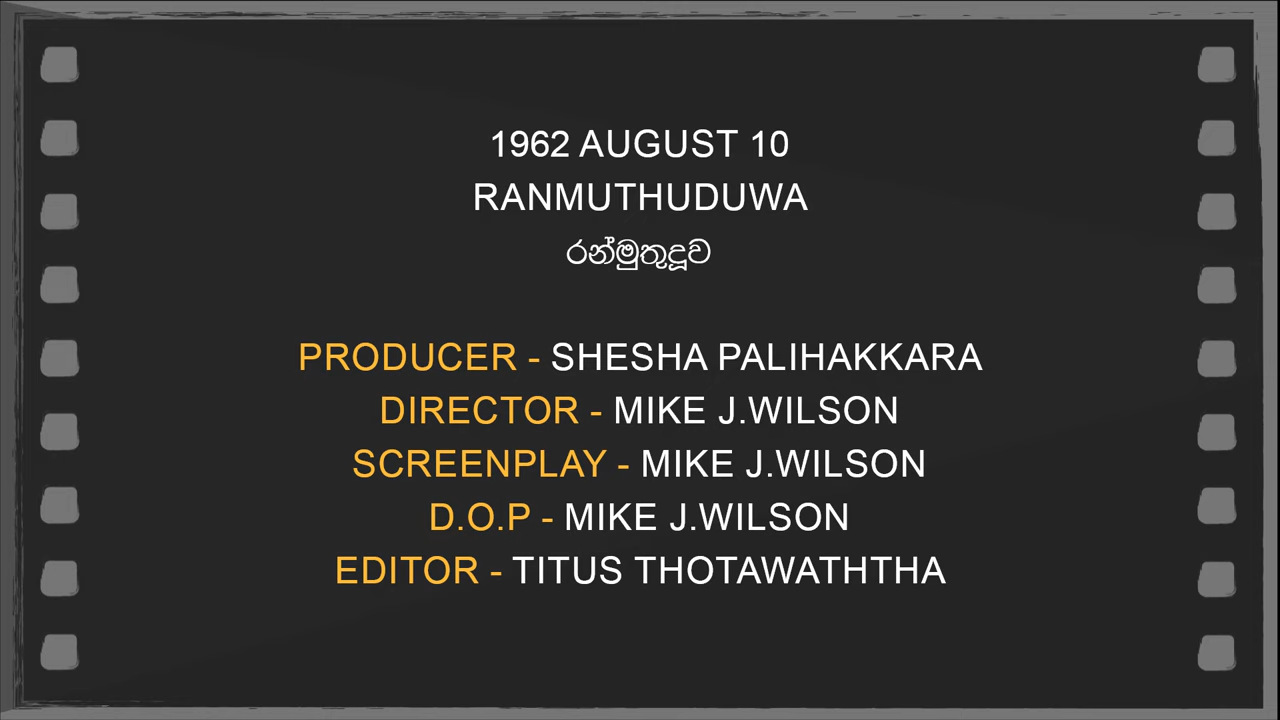 1962 AUGUST 10
RANMUTHUDUWA
රන්මුතුදූව
PRODUCER - SHESHA PALIHAKKARA
DIRECTOR - MIKE J.WILSON
SCREENPLAY - MIKE J.WILSON
D.O.P - MIKE J.WILSON
EDITOR - TITUS THOTAWATHTHA